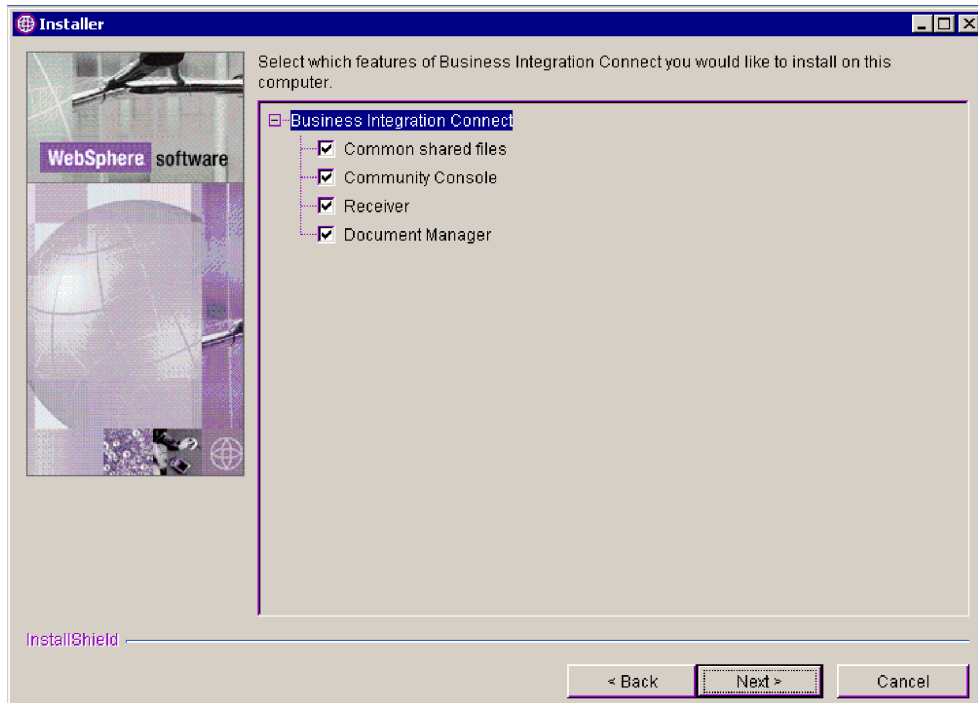 Installer
Select which features of Business Integration Connect you would like to install on this
computer.
WebSphere software
Business Integration Connect
Common shared files
Community Console
Receiver
Document Manager
InstallShield
< Back
Next >
Cancel